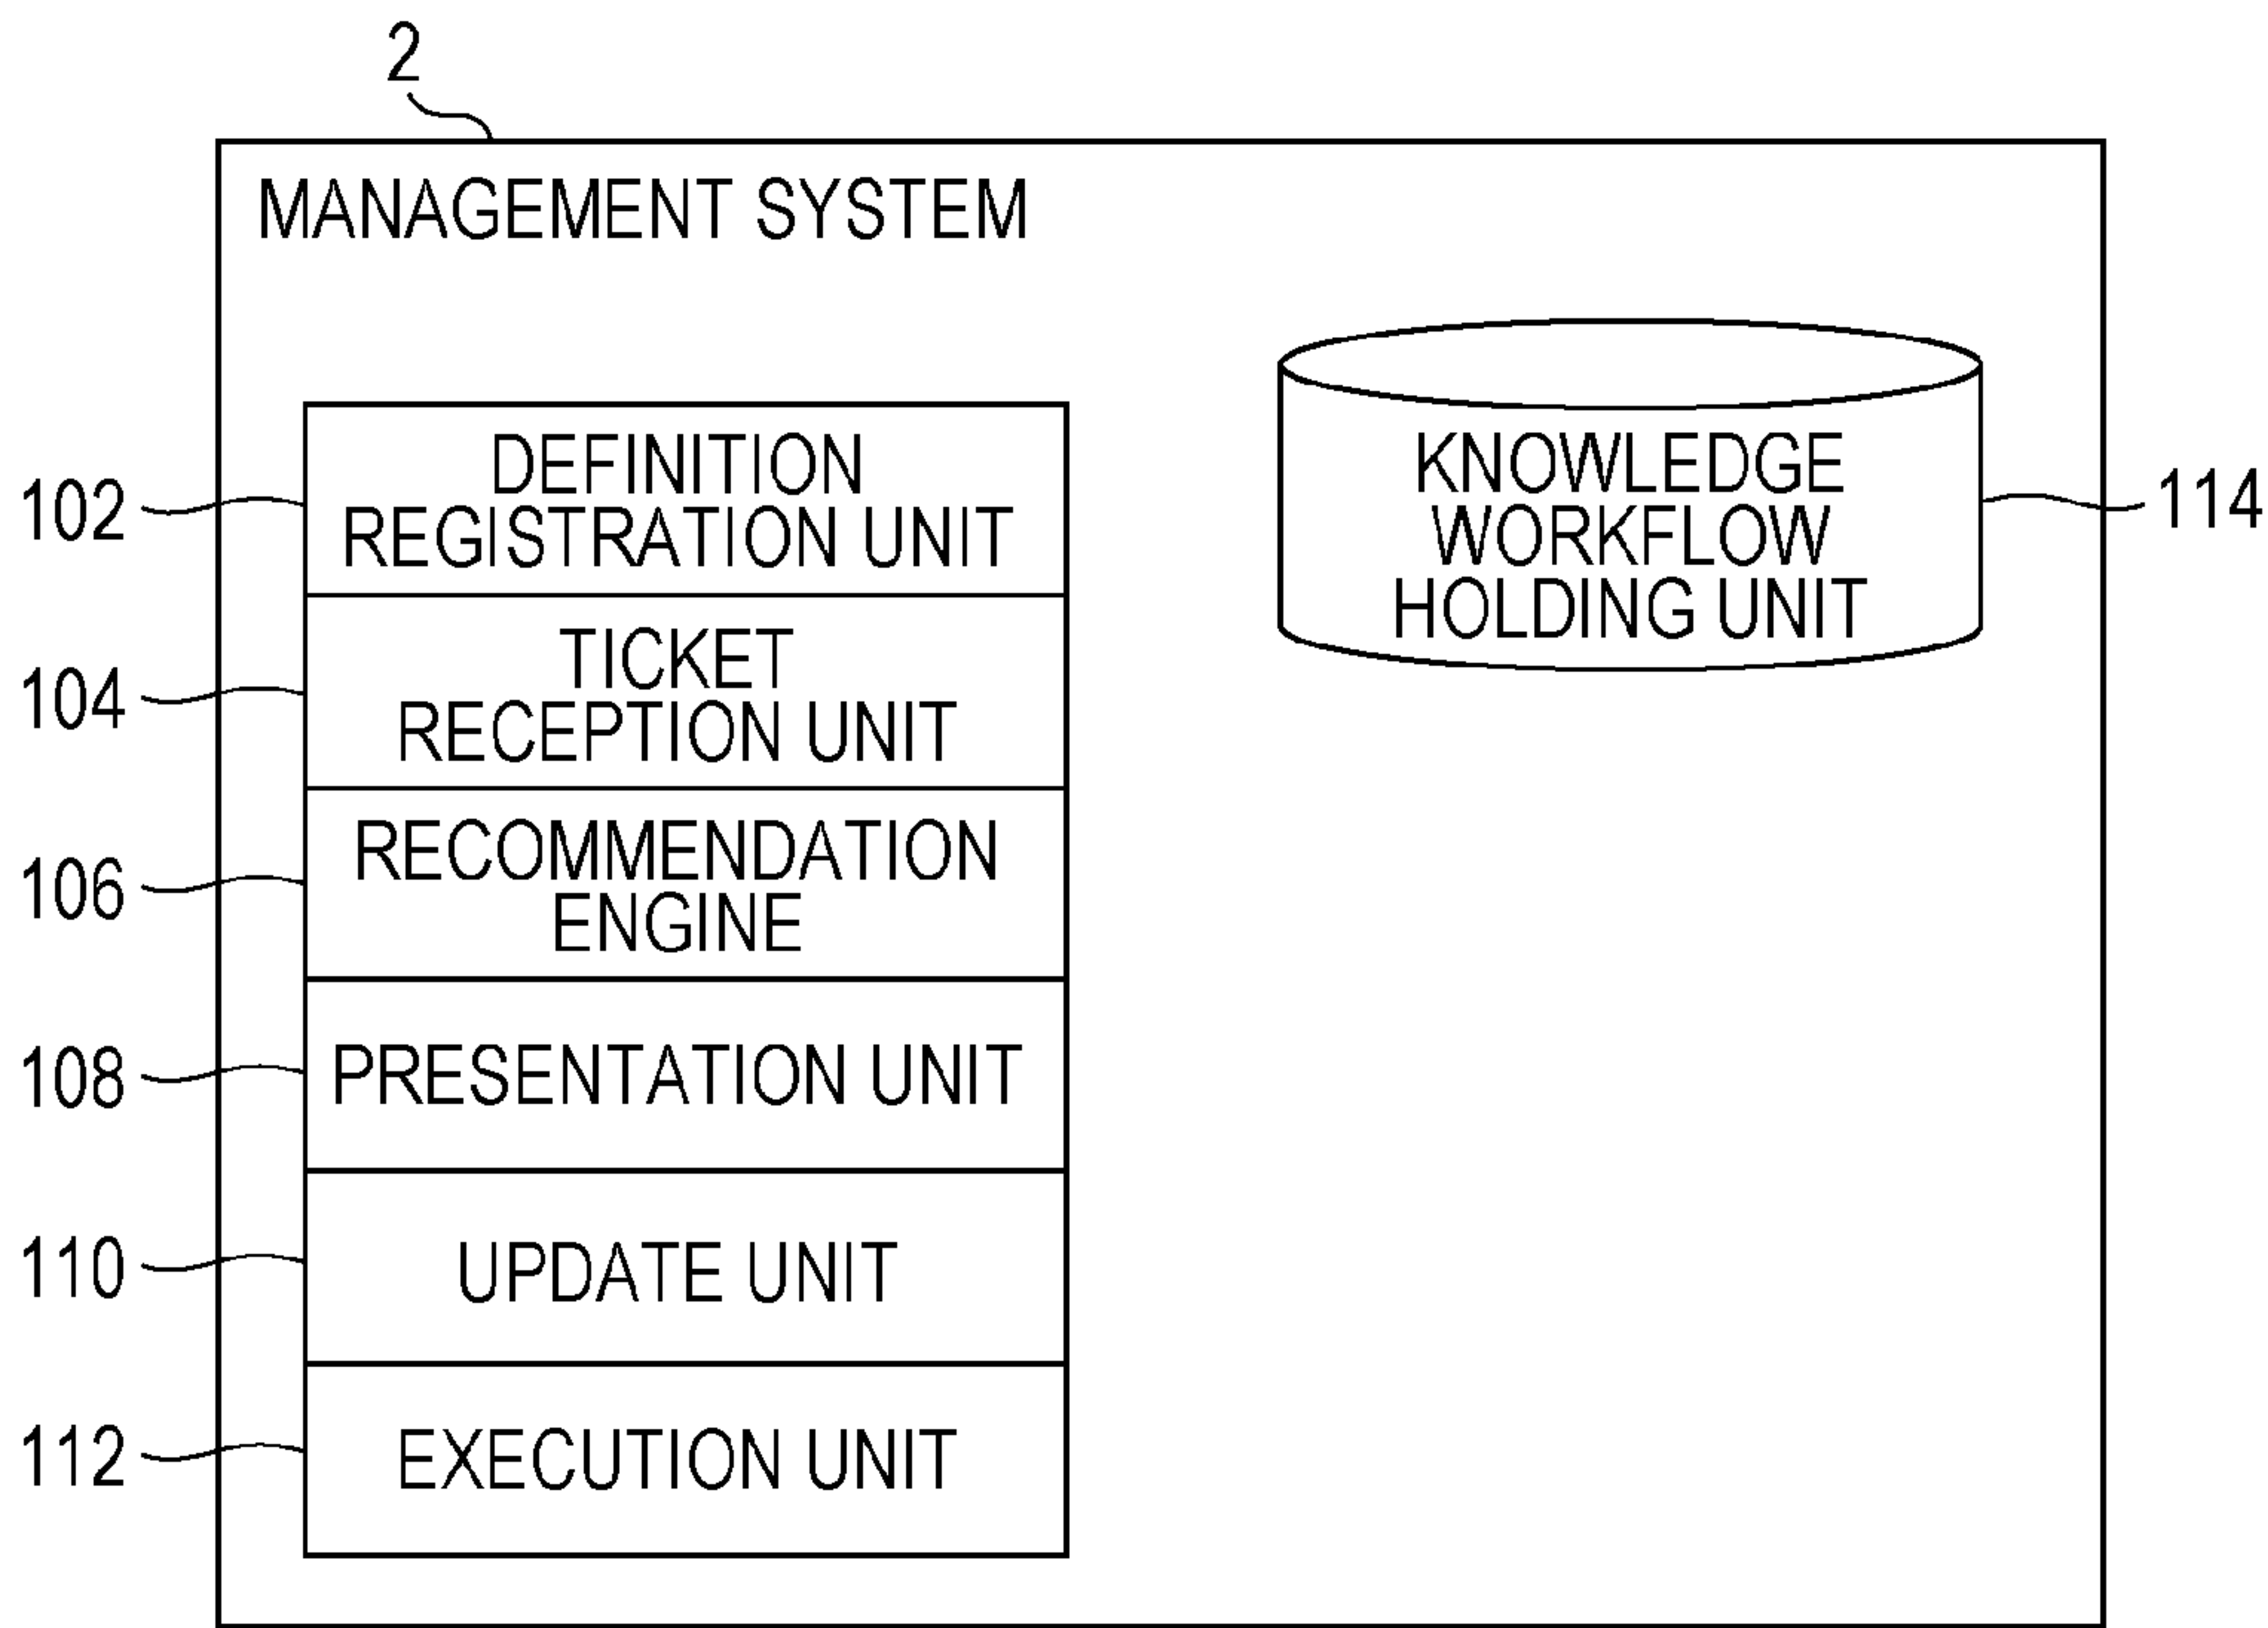 2
MANAGEMENT SYSTEM
102
DEFINITION
REGISTRATION UNIT
104
TICKET
RECEPTION UNIT
106
RECOMMENDATION
ENGINE
108
PRESENTATION UNIT
110
UPDATE UNIT
112
EXECUTION UNIT
KNOWLEDGE
WORKFLOW
HOLDING UNIT
114